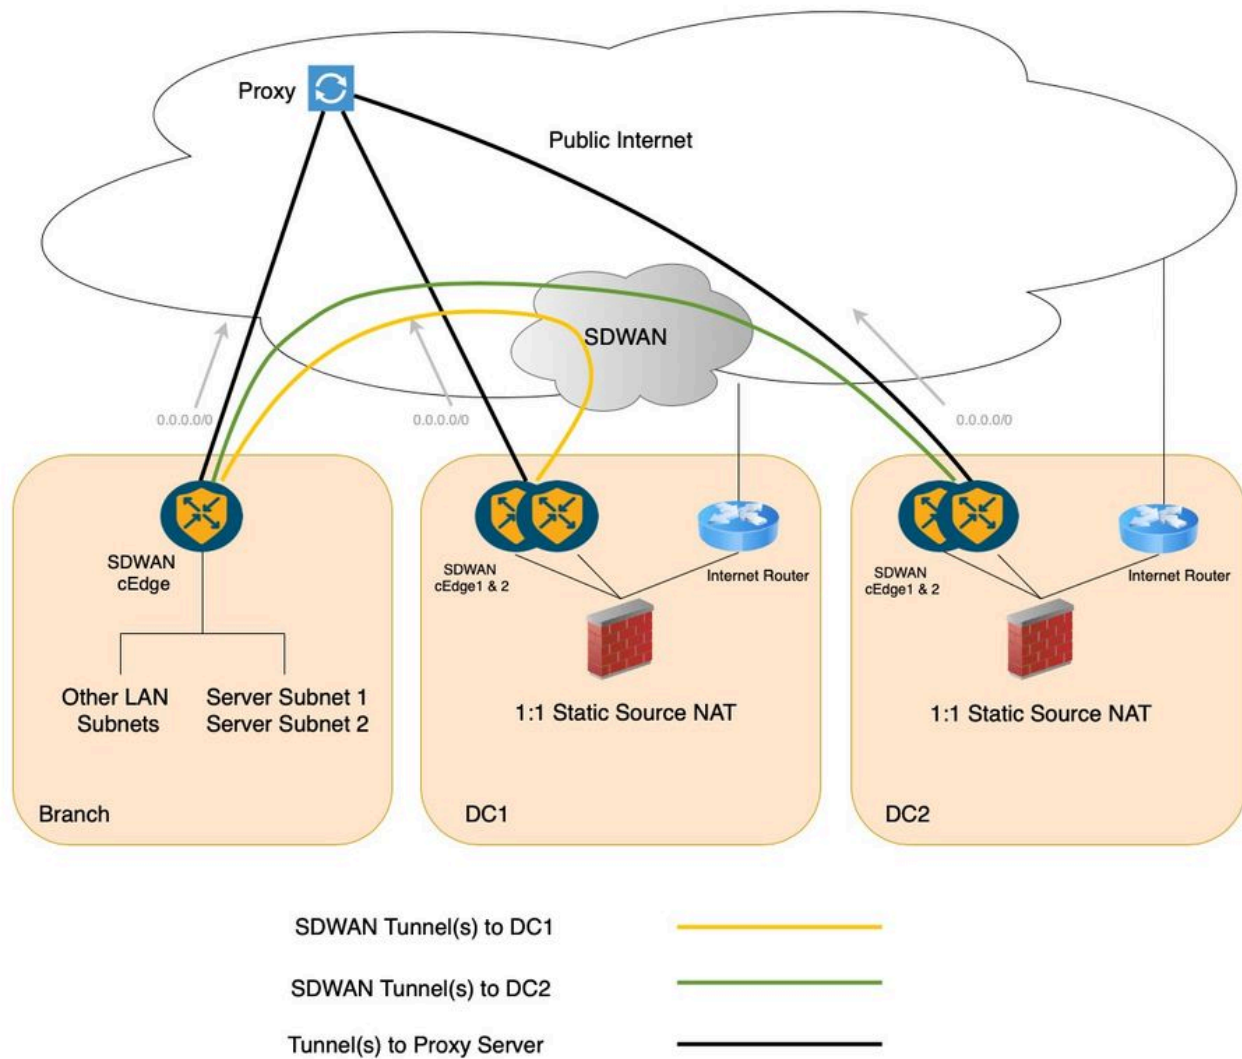 Proxy
Public Internet
SDWAN
0.0.0.0/0
0.0.0.0/0
0.0.0.0/0
SDWAN
cEdge
Other LAN
Subnets
Server Subnet 1
Server Subnet 2
Branch
SDWAN
cEdge1 & 2
Internet Router
1:1 Static Source NAT
DC1
SDWAN
cEdge1 & 2
Internet Router
1:1 Static Source NAT
DC2
SDWAN Tunnel(s) to DC1
SDWAN Tunnel(s) to DC2
Tunnel(s) to Proxy Server